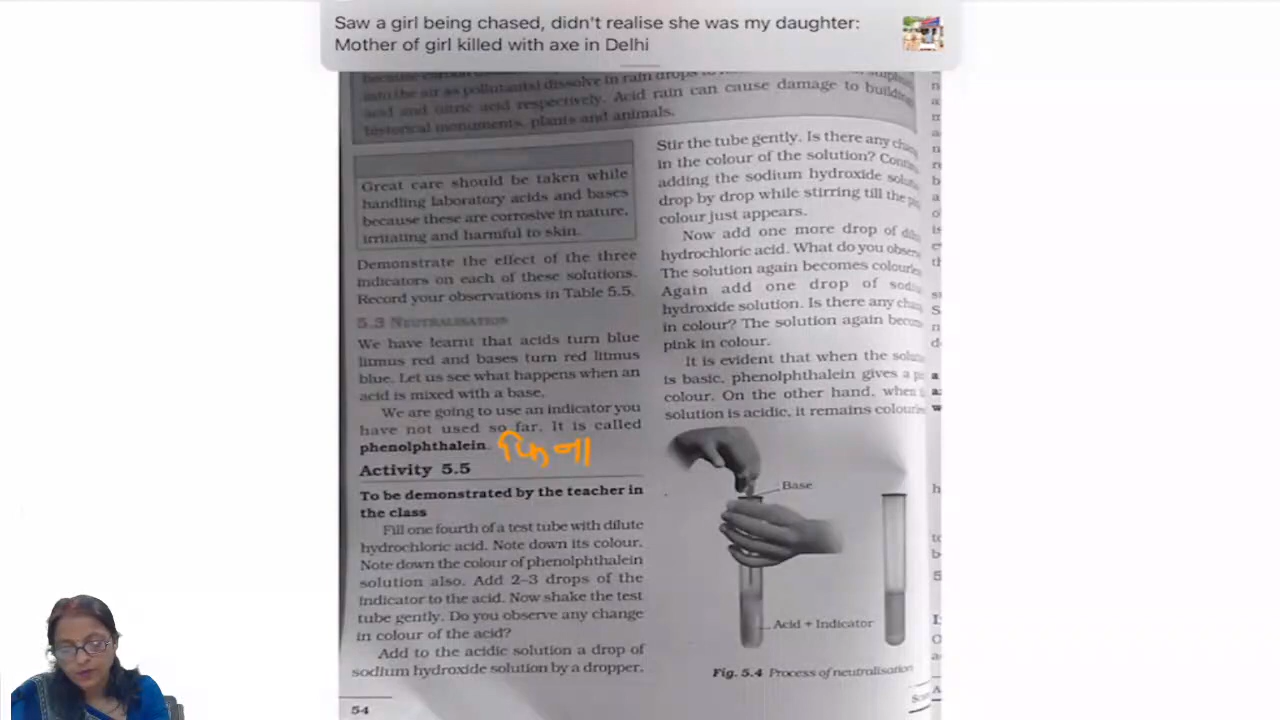 Saw a girl being chased, didn't realise she was my daughter:
Mother of girl killed with axe in Delhi
into the air as pollutants) dissolve in rain drops to
acid and nitric acid respectively. Acid rain can cause damage to building
historical monuments, plants and animals.
Great care should be taken while
handling laboratory acids and bases
because these are corrosive in nature,
irritating and harmful to skin.
Demonstrate the effect of the three
indicators on each of these solutions.
Record your observations in Table 5.5.
5.3 NEUTRALISATION
We have learnt that acids turn blue
litmus red and bases turn red litmus
blue. Let us see what happens when an
acid is mixed with a base.
We are going to use an indicator you
have not used so far. It is called
phenolphthalein. फिना
Activity 5.5
To be demonstrated by the teacher in
the class
Fill one fourth of a test tube with dilute
hydrochloric acid. Note down its colour.
Note down the colour of phenolphthalein
solution also. Add 2–3 drops of the
indicator to the acid. Now shake the test
tube gently. Do you observe any change
in colour of the acid?
Add to the acidic solution a drop of
sodium hydroxide solution by a dropper.
54
Stir the tube gently. Is there any
in the colour of the solution?
adding the sodium hydroxide
drop by drop while stirring till the
colour just appears.
Now add one more drop of
hydrochloric acid. What do you
The solution again becomes
Again add one drop of
hydroxide solution. Is there any
in colour? The solution again
pink in colour.
It is evident that when the
is basic, phenolphthalein gives a
colour. On the other hand, when
solution is acidic, it remains
Base
Acid + Indicator
Fig. 5.4 Process of neutralisation